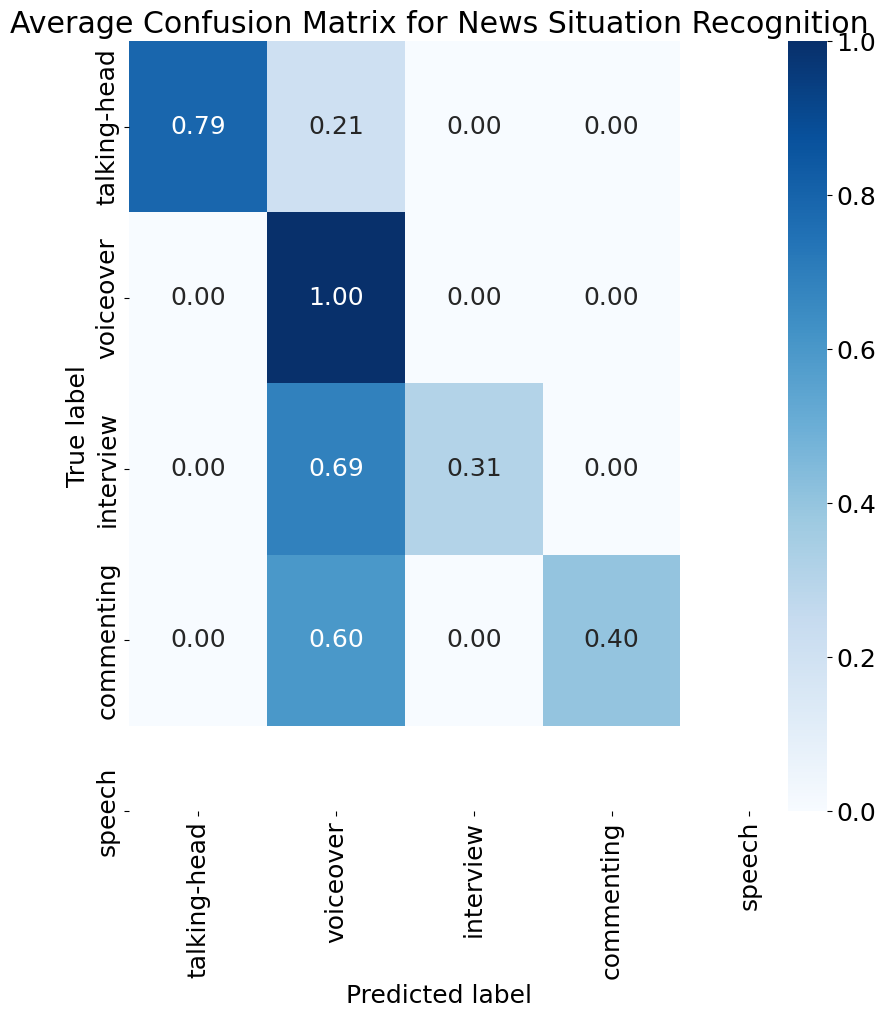 Average Confusion Matrix for News Situation Recognition
True label
talking-head
0.79 0.21 0.00 0.00
voiceover
0.00 1.00 0.00 0.00
interview
0.00 0.69 0.31 0.00
commenting
0.00 0.60 0.00 0.40
speech
talking-head
voiceover
interview
commenting
speech
Predicted label
1.0
0.8
0.6
0.4
0.2
0.0